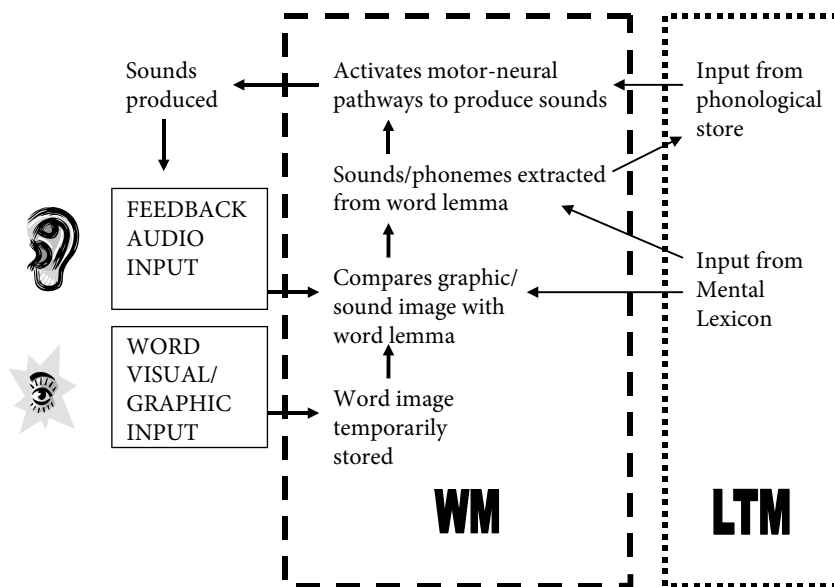 Sounds
produced
Activates motor-neural
pathways to produce sounds
Input from
phonological
store
Sounds/phonemes extracted
from word lemma
FEEDBACK
AUDIO
INPUT
Compares graphic/
sound image with
word lemma
Input from
Mental
Lexicon
WORD
VISUAL/
GRAPHIC
INPUT
Word image
temporarily
stored
WM
LTM